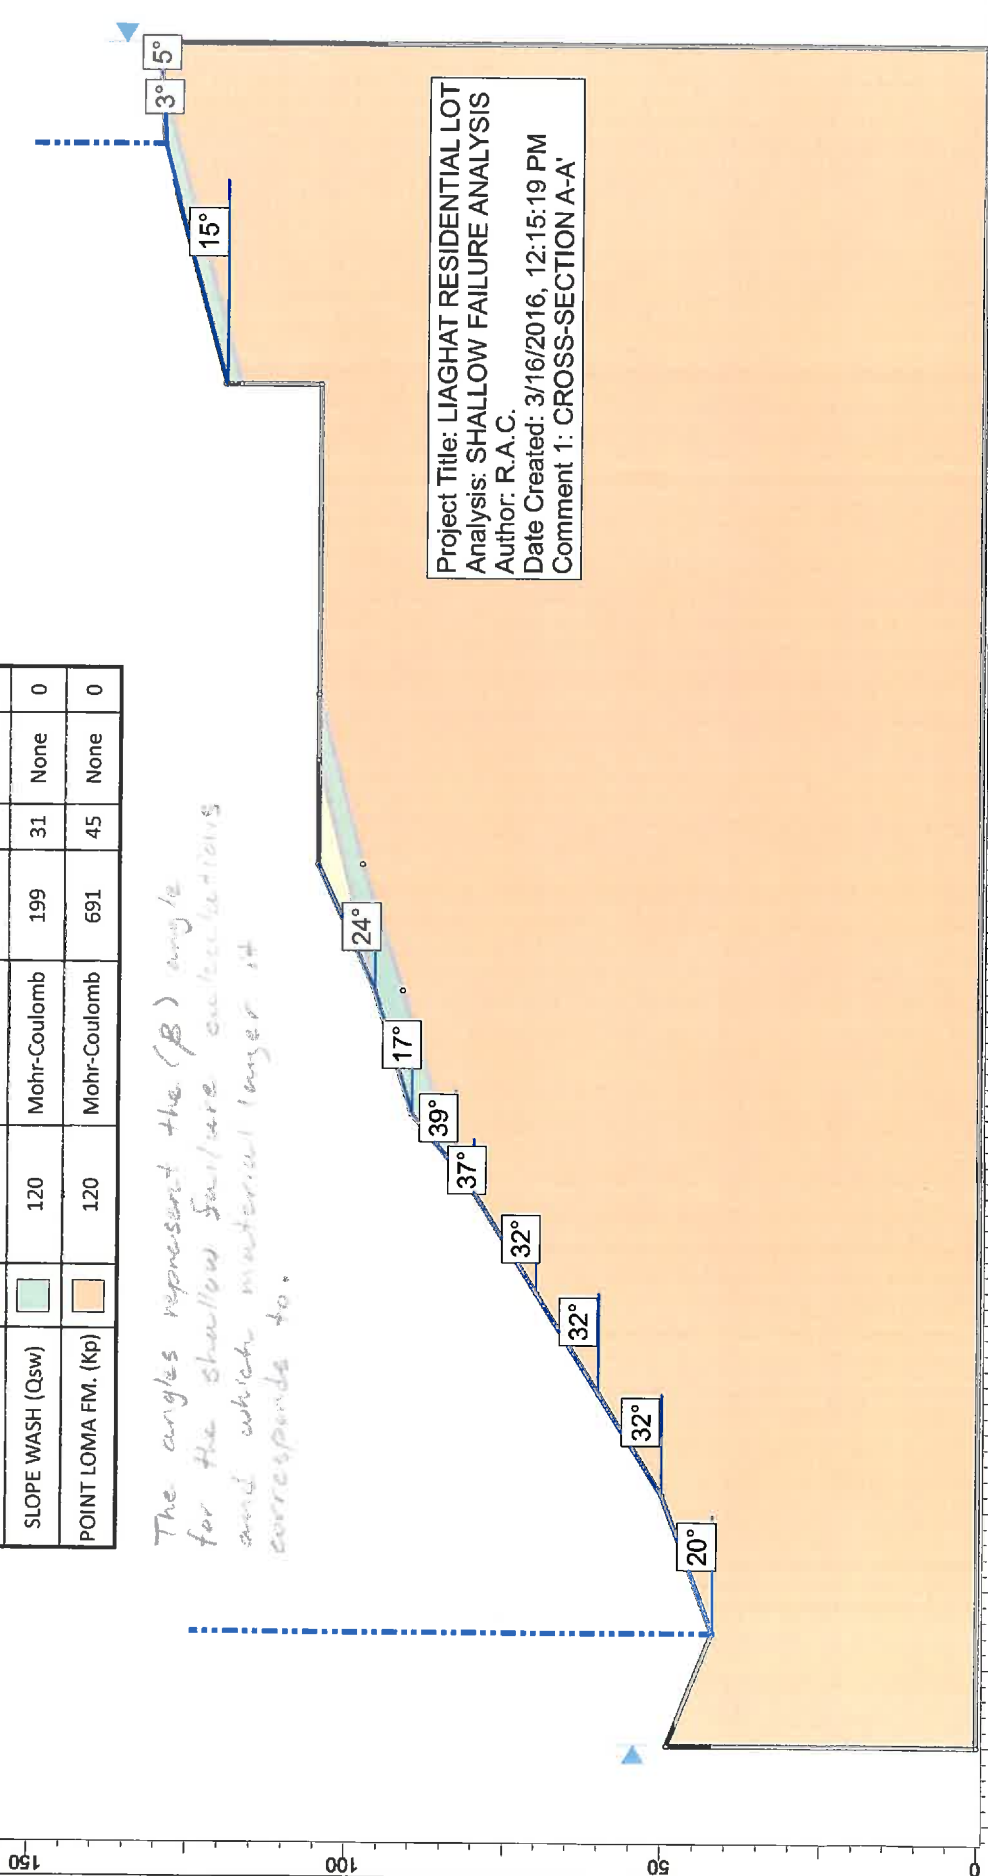 SLOPE WASH (Qsw) 120 Mohr-Coulomb 199 31 None 0
POINT LOMA FM. (Kp) 120 Mohr-Coulomb 691 45 None 0
The angles represent the (β) angle
for the shallow failure calculations
and which material layer it
corresponds to.
150
100
50
0
20°
32°
32°
32°
37°
39°
17°
24°
15°
3°
5°
Project Title: LIAGHAT RESIDENTIAL LOT
Analysis: SHALLOW FAILURE ANALYSIS
Author: R.A.C.
Date Created: 3/16/2016, 12:15:19 PM
Comment 1: CROSS-SECTION A-A'